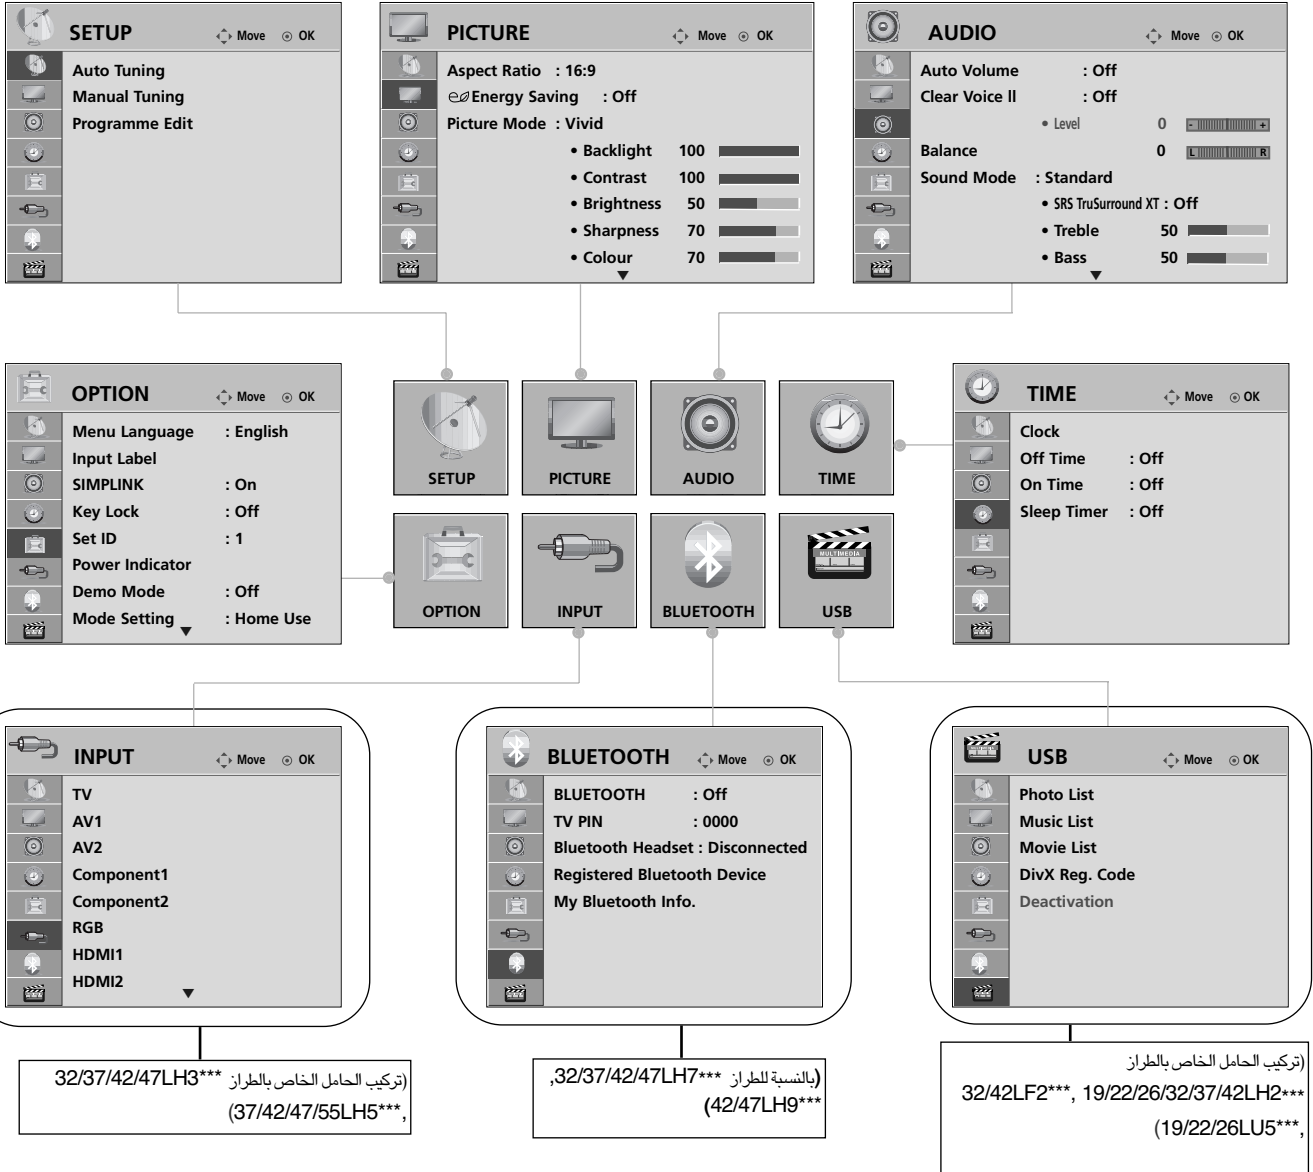 SETUP Move OK
Auto Tuning
Manual Tuning
Programme Edit
PICTURE Move OK
Aspect Ratio : 16:9
Energy Saving : Off
Picture Mode : Vivid
• Backlight 100
• Contrast 100
• Brightness 50
• Sharpness 70
• Colour 70
▼
AUDIO Move OK
Auto Volume : Off
Clear Voice II : Off
• Level 0 - +
Balance 0 L R
Sound Mode : Standard
• SRS TruSurround XT : Off
• Treble 50
• Bass 50
▼
OPTION Move OK
Menu Language : English
Input Label
SIMPLINK : On
Key Lock : Off
Set ID : 1
Power Indicator
Demo Mode : Off
Mode Setting : Home Use
▼
SETUP
PICTURE
AUDIO
TIME
OPTION
INPUT
BLUETOOTH
MULTIMEDIA
USB
TIME Move OK
Clock
Off Time : Off
On Time : Off
Sleep Timer : Off
INPUT Move OK
TV
AV1
AV2
Component1
Component2
RGB
HDMI1
HDMI2
▼
BLUETOOTH Move OK
BLUETOOTH : Off
TV PIN : 0000
Bluetooth Headset : Disconnected
Registered Bluetooth Device
My Bluetooth Info.
USB Move OK
Photo List
Music List
Movie List
DivX Reg. Code
Deactivation
(تركيب الحامل الخاص بالطراز 32/37/42/47LH3***
,37/42/47/55LH5***)
(بالنسبة للطراز 32/37/42/47LH7***,
42/47LH9***)
(تركيب الحامل الخاص بالطراز
32/42LF2***, 19/22/26/32/37/42LH2***
,19/22/26LU5***)